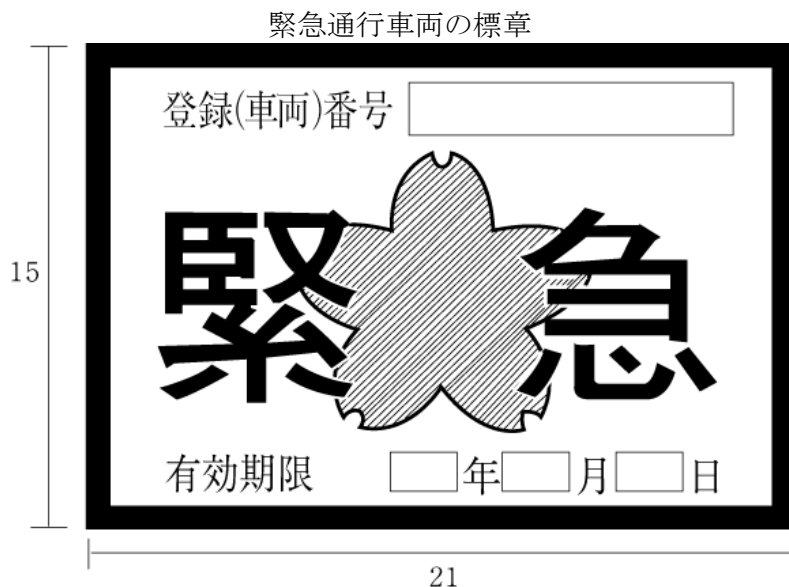 緊急通行車両の標章
登録(車両)番号
緊急
有効期限 年 月 日
15
21